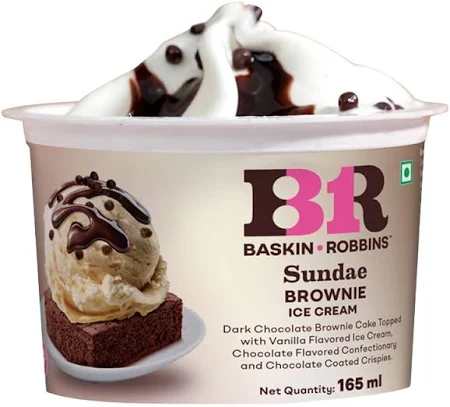 BR
BASKIN • ROBBINS™
Sundae
BROWNIE
ICE CREAM
Dark Chocolate Brownie Cake Topped
with Vanilla Flavored Ice Cream,
Chocolate Flavored Confectionary
and Chocolate Coated Crispies.
Net Quantity: 165 ml